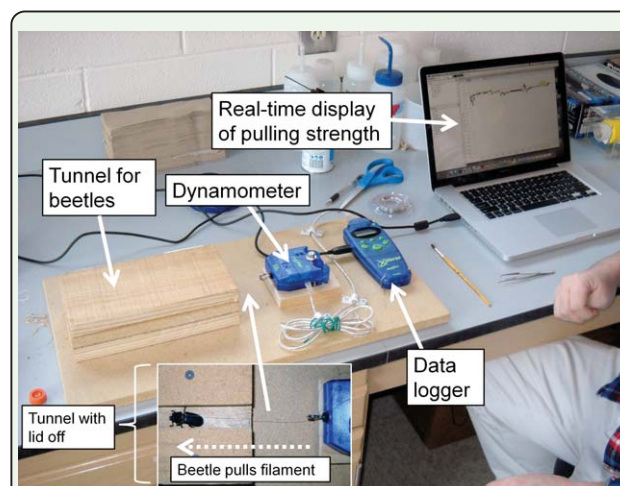 Real-time display
of pulling strength
Tunnel for
beetles
Dynamometer
Data
logger
Tunnel with
lid off
Beetle pulls filament